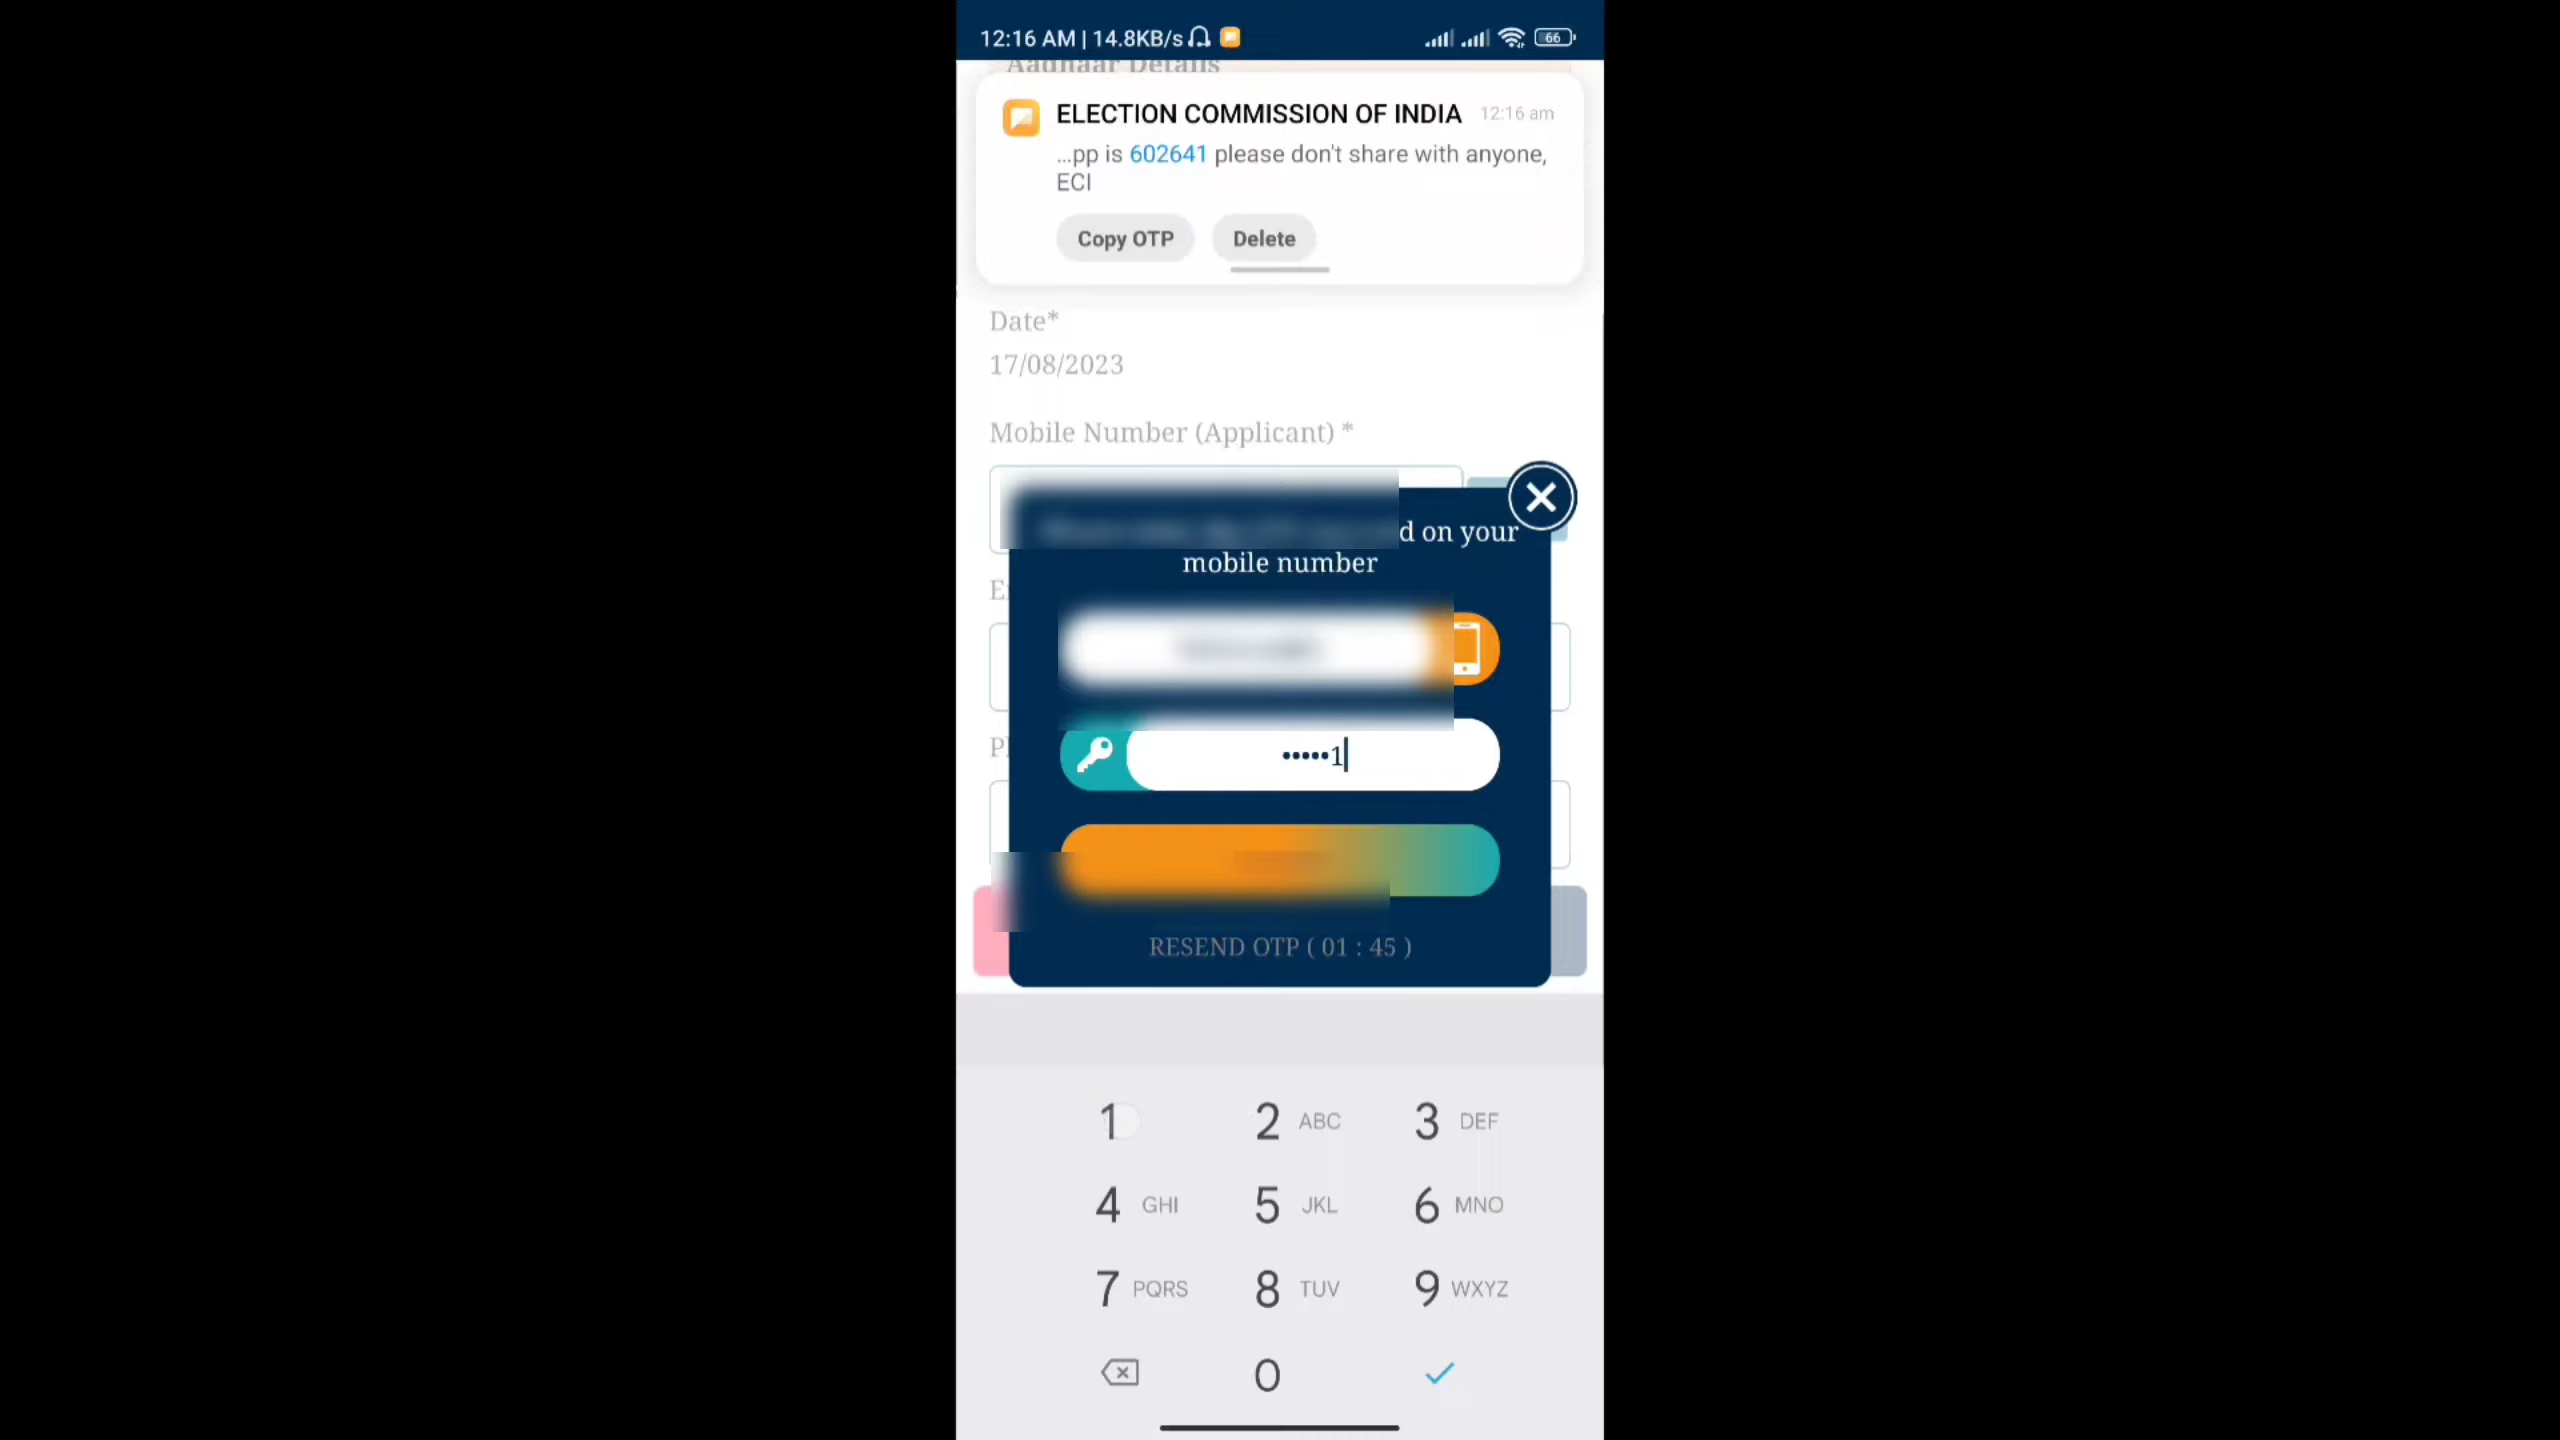 12:16 AM | 14.8KB/s
66
Aadhaar Details
ELECTION COMMISSION OF INDIA 12:16 am
...pp is 602641 please don't share with anyone,
ECI
Copy OTP Delete
Date*
17/08/2023
Mobile Number (Applicant) *
d on your
mobile number
•••••1
RESEND OTP ( 01 : 45 )
1 2 ABC 3 DEF
4 GHI 5 JKL 6 MNO
7 PQRS 8 TUV 9 WXYZ
0